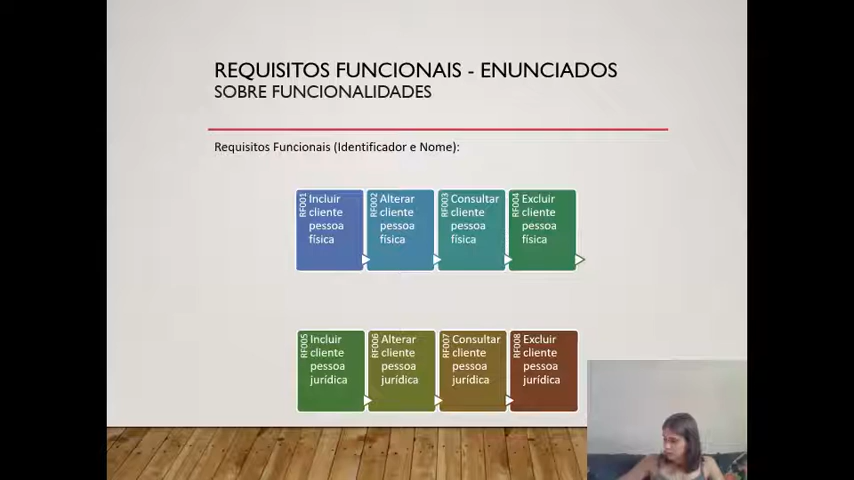 REQUISITOS FUNCIONAIS - ENUNCIADOS
SOBRE FUNCIONALIDADES
Requisitos Funcionais (Identificador e Nome):
RF001
Incluir
cliente
pessoa
física
RF002
Alterar
cliente
pessoa
física
RF003
Consultar
cliente
pessoa
física
RF004
Excluir
cliente
pessoa
física
RF005
Incluir
cliente
pessoa
jurídica
RF006
Alterar
cliente
pessoa
jurídica
RF007
Consultar
cliente
pessoa
jurídica
RF008
Excluir
cliente
pessoa
jurídica